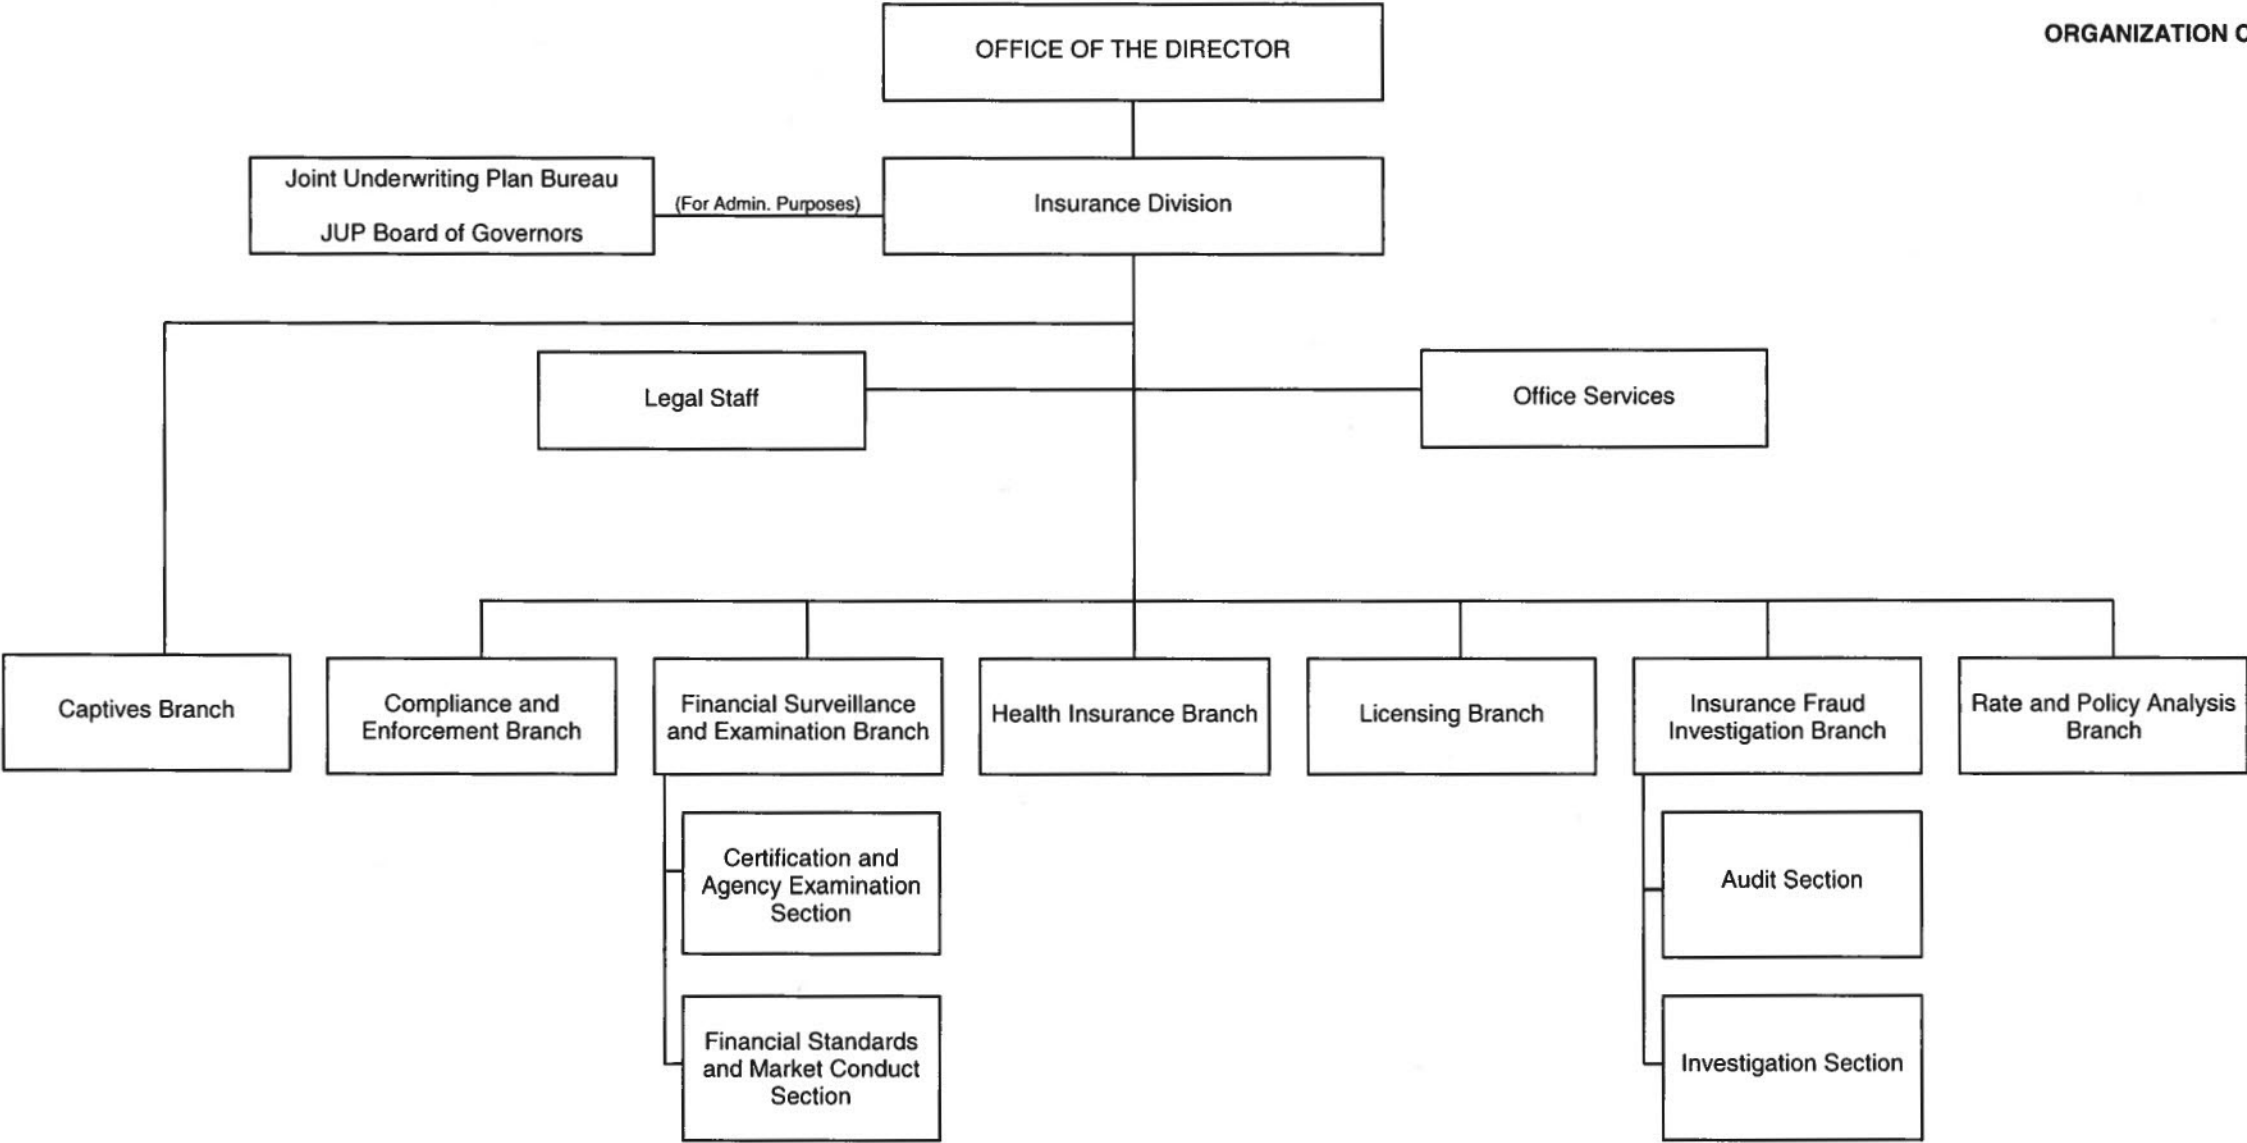 ORGANIZATION
OFFICE OF THE DIRECTOR
Joint Underwriting Plan Bureau
JUP Board of Governors
(For Admin. Purposes)
Insurance Division
Legal Staff
Office Services
Captives Branch
Compliance and
Enforcement Branch
Financial Surveillance
and Examination Branch
Health Insurance Branch
Licensing Branch
Insurance Fraud
Investigation Branch
Rate and Policy Analysis
Branch
Certification and
Agency Examination
Section
Audit Section
Financial Standards
and Market Conduct
Section
Investigation Section